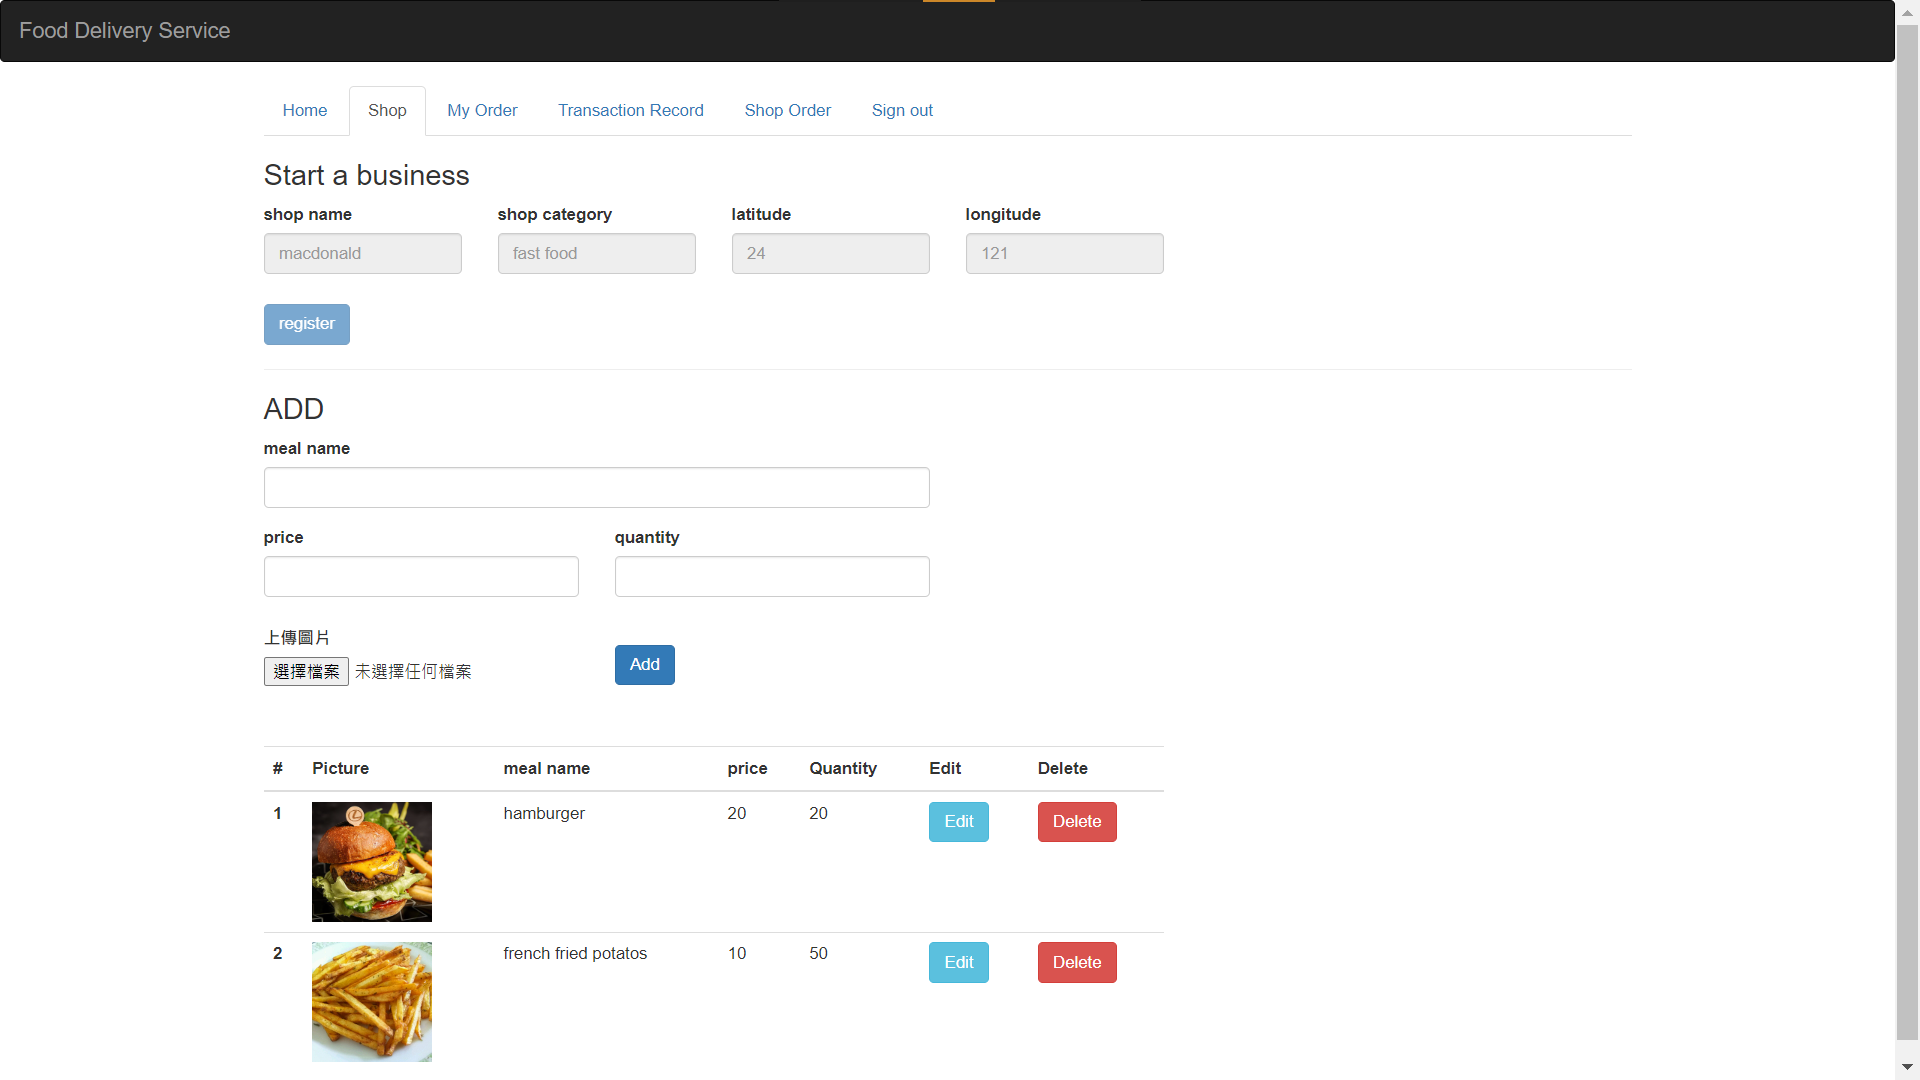 Food Delivery Service
Home Shop My Order Transaction Record Shop Order Sign out
Start a business
shop name shop category latitude longitude
macdonald fast food 24 121
register
ADD
meal name
price quantity
上傳圖片
選擇檔案 未選擇任何檔案 Add
# Picture meal name price Quantity Edit Delete
1 hamburger 20 20 Edit Delete
2 french fried potatos 10 50 Edit Delete